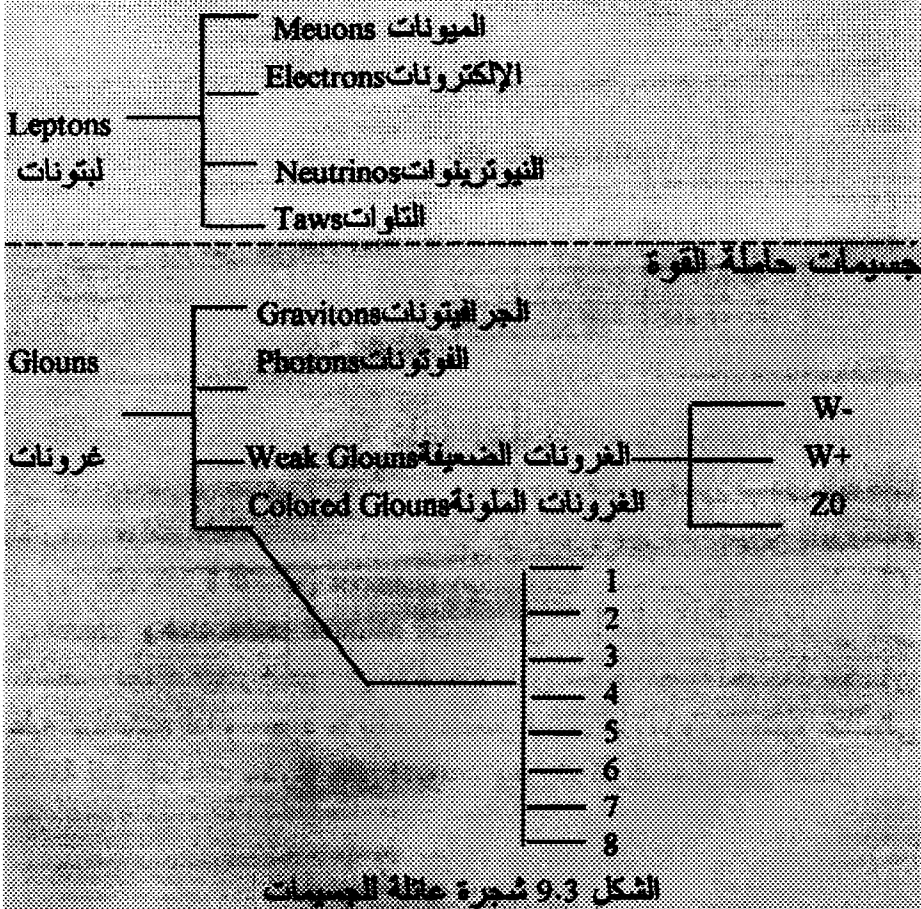 Meuons الميونات
Electrons الإلكترونات
Leptons
لبتونات
Neutrinos النيوترينوات
Taws التاوات
جسيمات حاملة القوة
Gravitons الجرافيتونات
Glouns
Photons الفوتونات
W-
غرونات
Weak Glouns الغرونات الضعيفة
W+
Colored Glouns الغرونات الملونة
Z0
1
2
3
4
5
6
7
8
الشكل 9.3 شجرة عائلة الجسيمات